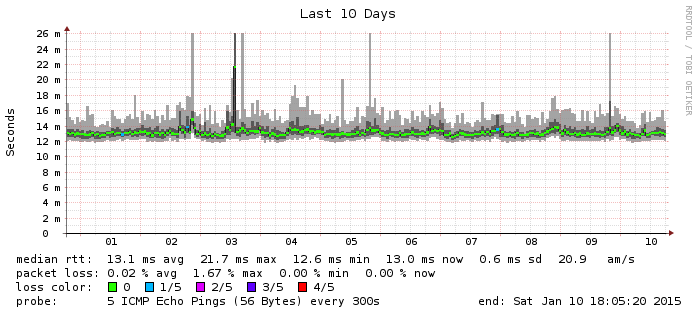 Last 10 Days
RRDTOOL / TOBI OETIKER
Seconds
26 m
24 m
22 m
20 m
18 m
16 m
14 m
12 m
10 m
8 m
6 m
4 m
2 m
0
01 02 03 04 05 06 07 08 09 10
median rtt: 13.1 ms avg 21.7 ms max 12.6 ms min 13.0 ms now 0.6 ms sd 20.9 am/s
packet loss: 0.02 % avg 1.67 % max 0.00 % min 0.00 % now
loss color: 0 1/5 2/5 3/5 4/5
probe: 5 ICMP Echo Pings (56 Bytes) every 300s end: Sat Jan 10 18:05:20 2015